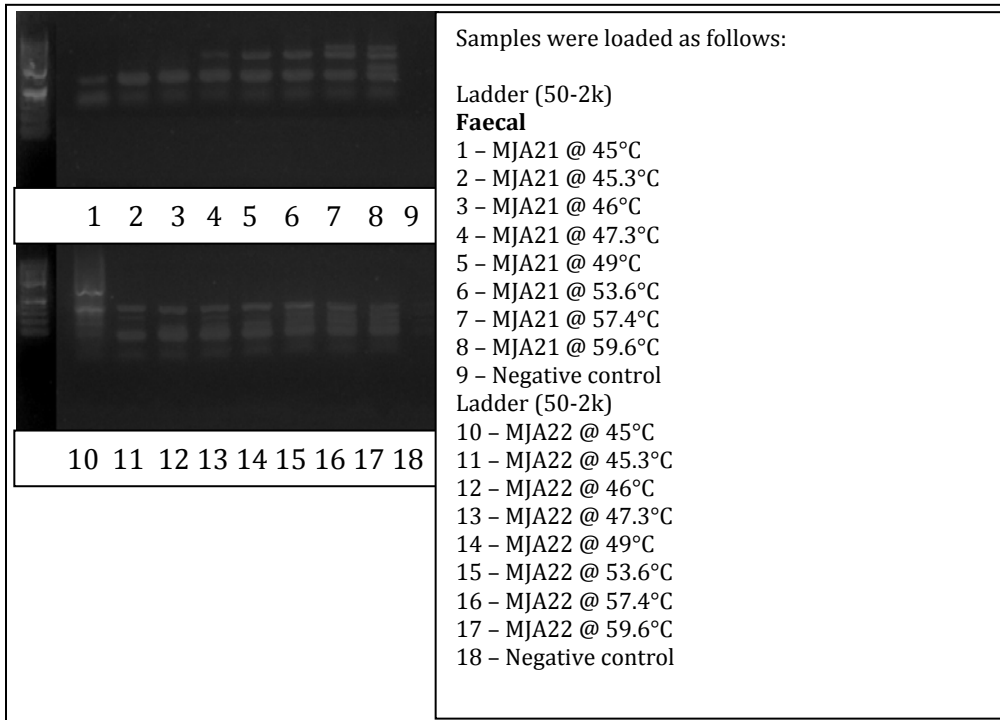 Samples were loaded as follows:
Ladder (50-2k)
Faecal
1 – MJA21 @ 45°C
2 – MJA21 @ 45.3°C
3 – MJA21 @ 46°C
4 – MJA21 @ 47.3°C
5 – MJA21 @ 49°C
6 – MJA21 @ 53.6°C
7 – MJA21 @ 57.4°C
8 – MJA21 @ 59.6°C
9 – Negative control
Ladder (50-2k)
10 – MJA22 @ 45°C
11 – MJA22 @ 45.3°C
12 – MJA22 @ 46°C
13 – MJA22 @ 47.3°C
14 – MJA22 @ 49°C
15 – MJA22 @ 53.6°C
16 – MJA22 @ 57.4°C
17 – MJA22 @ 59.6°C
18 – Negative control
1 2 3 4 5 6 7 8 9
10 11 12 13 14 15 16 17 18